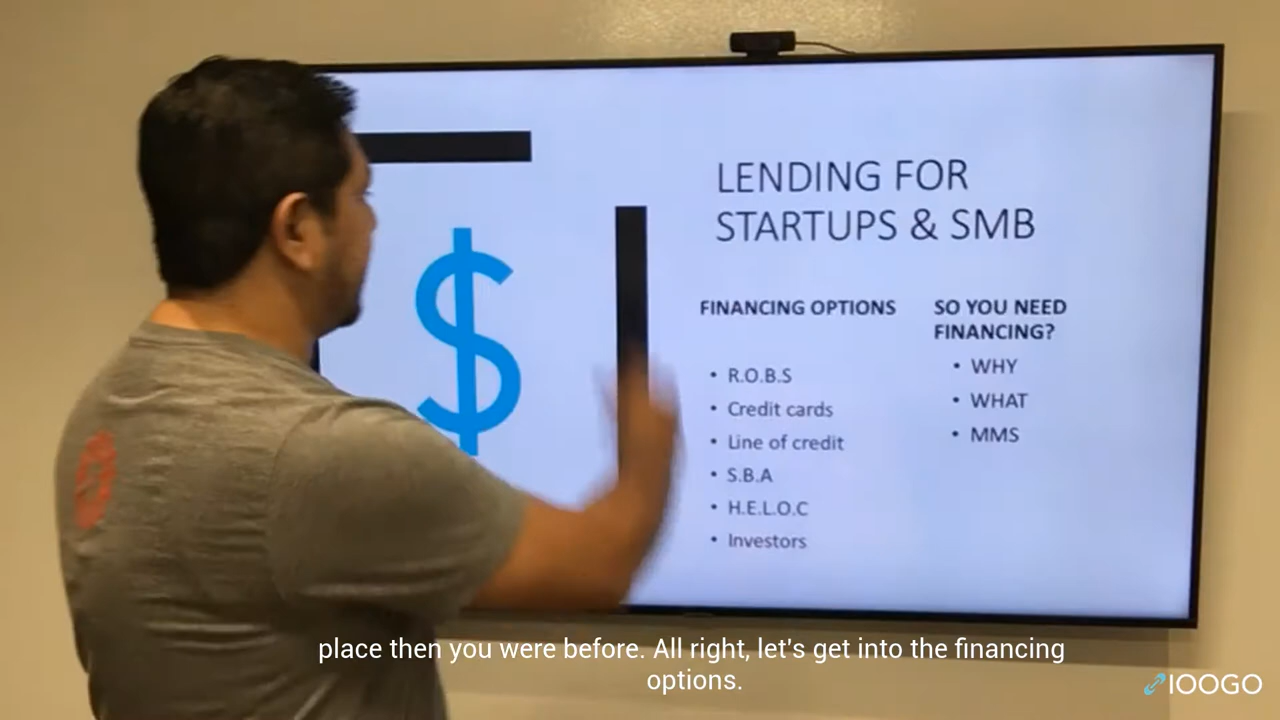 LENDING FOR
STARTUPS & SMB
FINANCING OPTIONS
• R.O.B.S
• Credit cards
• Line of credit
• S.B.A
• H.E.L.O.C
• Investors
SO YOU NEED
FINANCING?
• WHY
• WHAT
• MMS
$
place then you were before. All right, let's get into the financing
options.
IOOGO